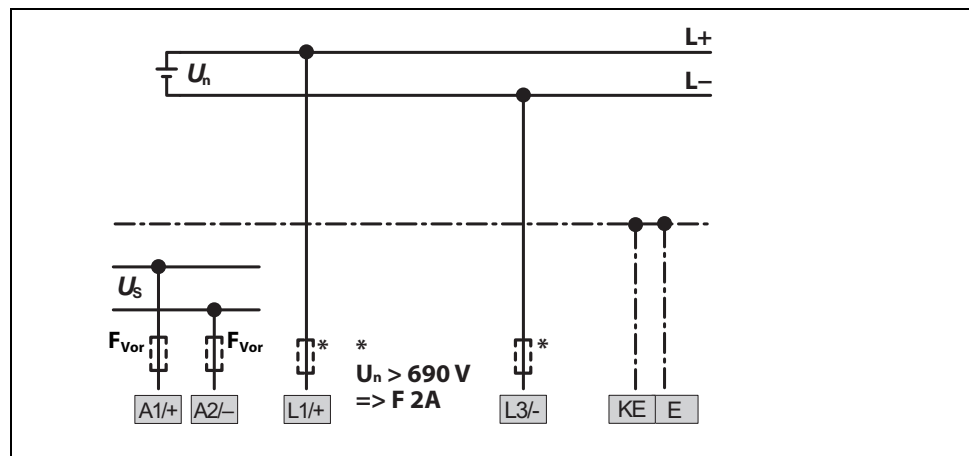 L+
Un
L–
US
FVor
FVor
*
*
*
Un > 690 V
=> F 2A
A1/+
A2/–
L1/+
L3/-
KE
E